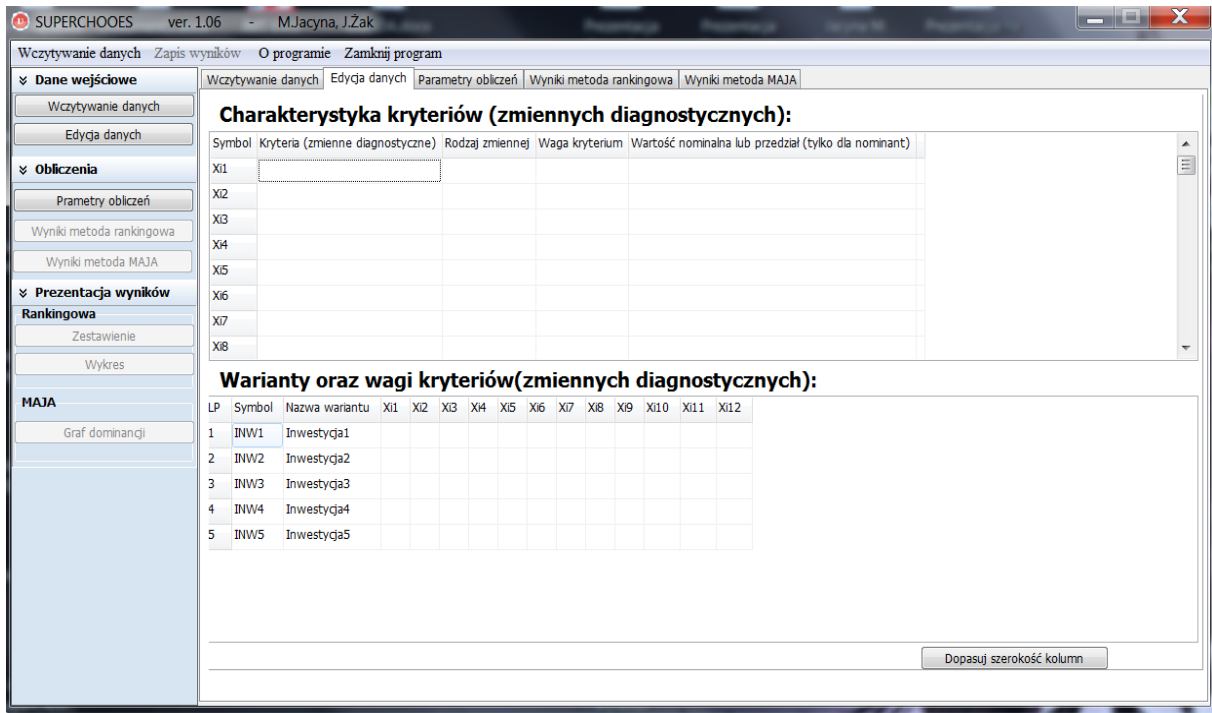 SUPERCHOOES ver. 1.06 - M.Jacyna, J.Żak
Wczytywanie danych Zapis wyników O programie Zamknij program
Dane wejściowe
Wczytywanie danych
Edycja danych
Obliczenia
Prametry obliczeń
Wyniki metoda rankingowa
Wyniki metoda MAJA
Prezentacja wyników
Rankingowa
Zestawienie
Wykres
MAJA
Graf dominancji
Wczytywanie danych Edycja danych Parametry obliczeń Wyniki metoda rankingowa Wyniki metoda MAJA
Charakterystyka kryteriów (zmiennych diagnostycznych):
Symbol Kryteria (zmienne diagnostyczne) Rodzaj zmiennej Waga kryterium Wartość nominalna lub przedział (tylko dla nominant)
Xi1
Xi2
Xi3
Xi4
Xi5
Xi6
Xi7
Xi8
Warianty oraz wagi kryteriów(zmiennych diagnostycznych):
LP Symbol Nazwa wariantu Xi1 Xi2 Xi3 Xi4 Xi5 Xi6 Xi7 Xi8 Xi9 Xi10 Xi11 Xi12
1 INW1 Inwestycja1
2 INW2 Inwestycja2
3 INW3 Inwestycja3
4 INW4 Inwestycja4
5 INW5 Inwestycja5
Dopasuj szerokość kolumn